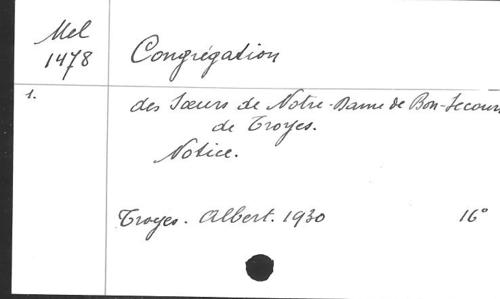 Mel
1478 Congrégation
1. des Sœurs de Notre-Dame de Bon-Secours
de Troyes.
Notice.
Troyes. Albert. 1930 16°